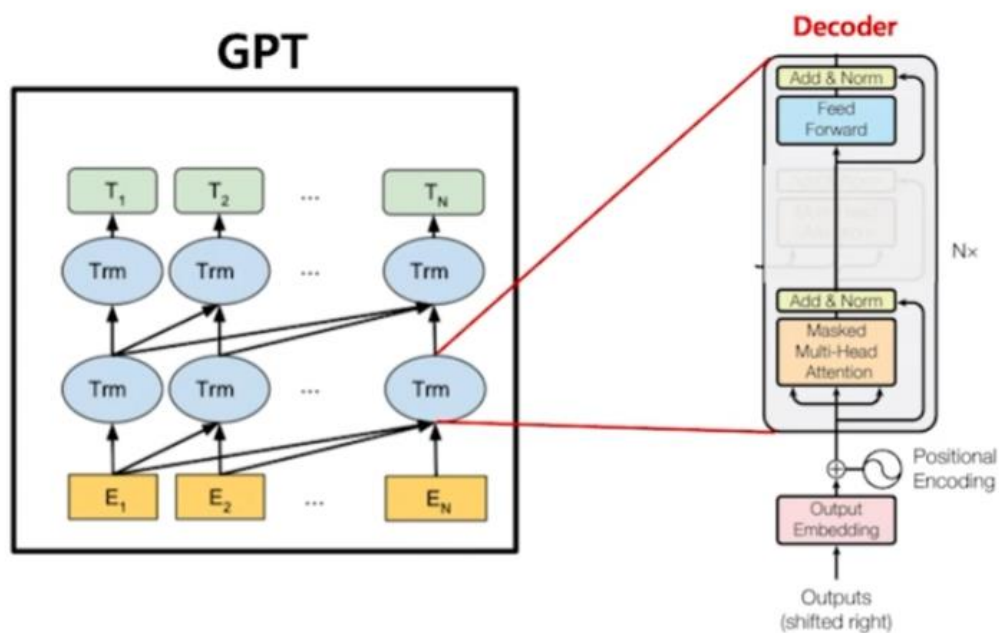 GPT
T1 T2 ... TN
Trm Trm ... Trm
Trm Trm ... Trm
E1 E2 ... EN
Decoder
Add & Norm
Feed
Forward
Nx
Add & Norm
Masked
Multi-Head
Attention
Positional
Encoding
Output
Embedding
Outputs
(shifted right)